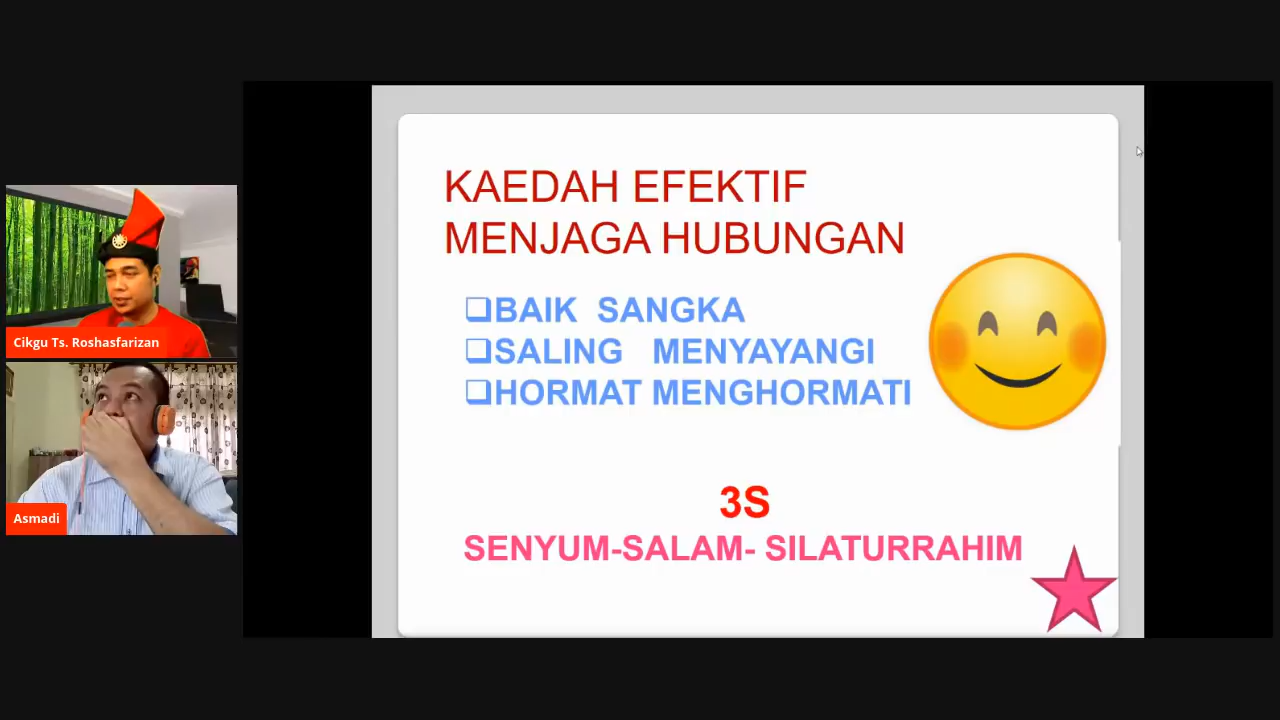 KAEDAH EFEKTIF
MENJAGA HUBUNGAN
❑BAIK SANGKA
❑SALING MENYAYANGI
❑HORMAT MENGHORMATI
3S
SENYUM-SALAM- SILATURRAHIM
Cikgu Ts. Roshasfarizan
Asmadi